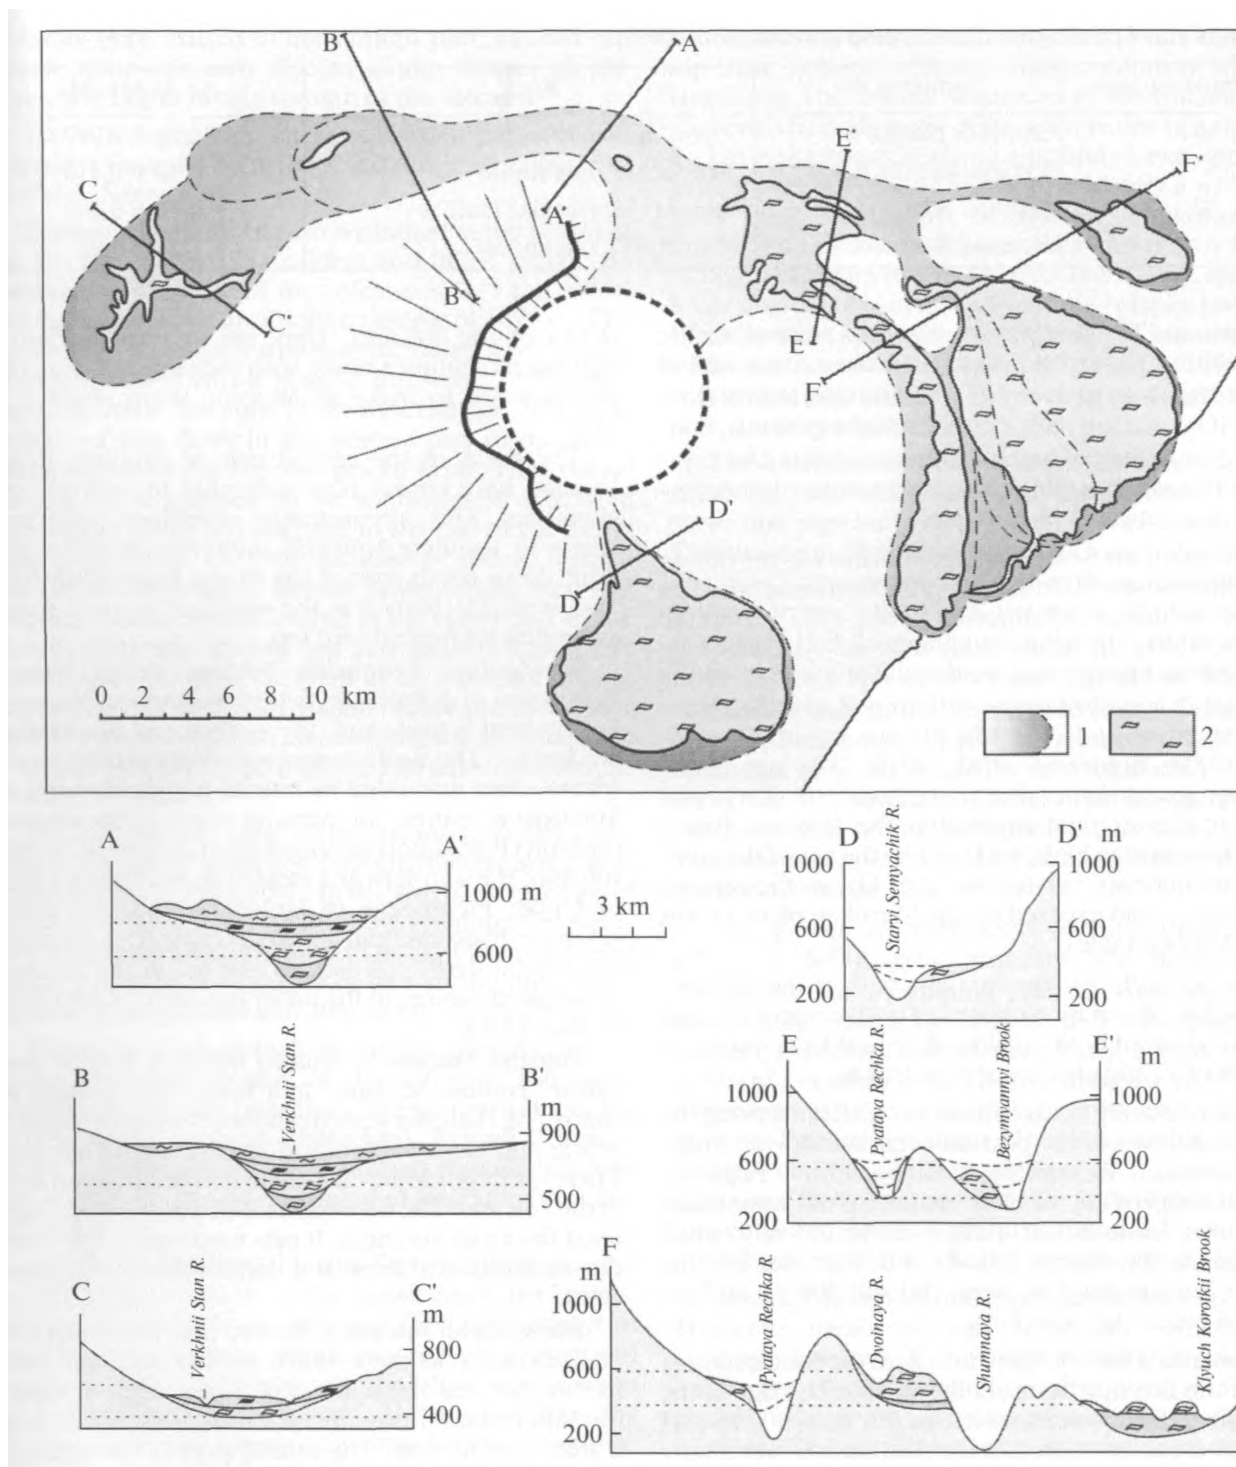 B'
A
E'
F'
C
A'
B
C'
E
F'
D'
D
0 2 4 6 8 10 km
1
2
A
A'
1000 m
600
3 km
D
D'
1000
m
1000
600
600
200
200
Staryi Semyachik R.
Verkhnii Stan R.
B
B'
m
900
500
E
E'
m
1000
1000
600
600
200
200
Pyataya Rechka R.
Bezymyannyi Brook
C
C'
m
800
400
Verkhnii Stan R.
F
m
1000
600
200
Pyataya Rechka R.
Dvoinaya R.
Shumnaya R.
Klyuch Koroskii Brook